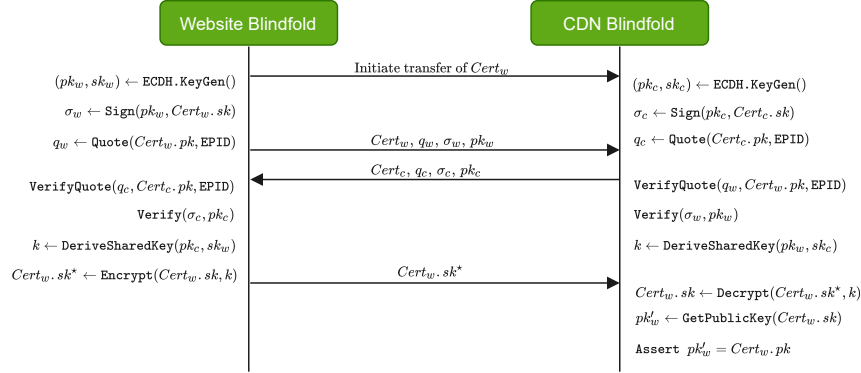 Website Blindfold
CDN Blindfold
Initiate transfer of Cert_w
(pk_w, sk_w) ← ECDH.KeyGen()
(pk_c, sk_c) ← ECDH.KeyGen()
σ_w ← Sign(pk_w, Cert_w.sk)
σ_c ← Sign(pk_c, Cert_c.sk)
q_w ← Quote(Cert_w.pk, EPID)
Cert_w, q_w, σ_w, pk_w
q_c ← Quote(Cert_c.pk, EPID)
Cert_c, q_c, σ_c, pk_c
VerifyQuote(q_c, Cert_c.pk, EPID)
VerifyQuote(q_w, Cert_w.pk, EPID)
Verify(σ_c, pk_c)
Verify(σ_w, pk_w)
k ← DeriveSharedKey(pk_c, sk_w)
k ← DeriveSharedKey(pk_w, sk_c)
Cert_w.sk* ← Encrypt(Cert_w.sk, k)
Cert_w.sk*
Cert_w.sk ← Decrypt(Cert_w.sk*, k)
pk′_w ← GetPublicKey(Cert_w.sk)
Assert pk′_w = Cert_w.pk